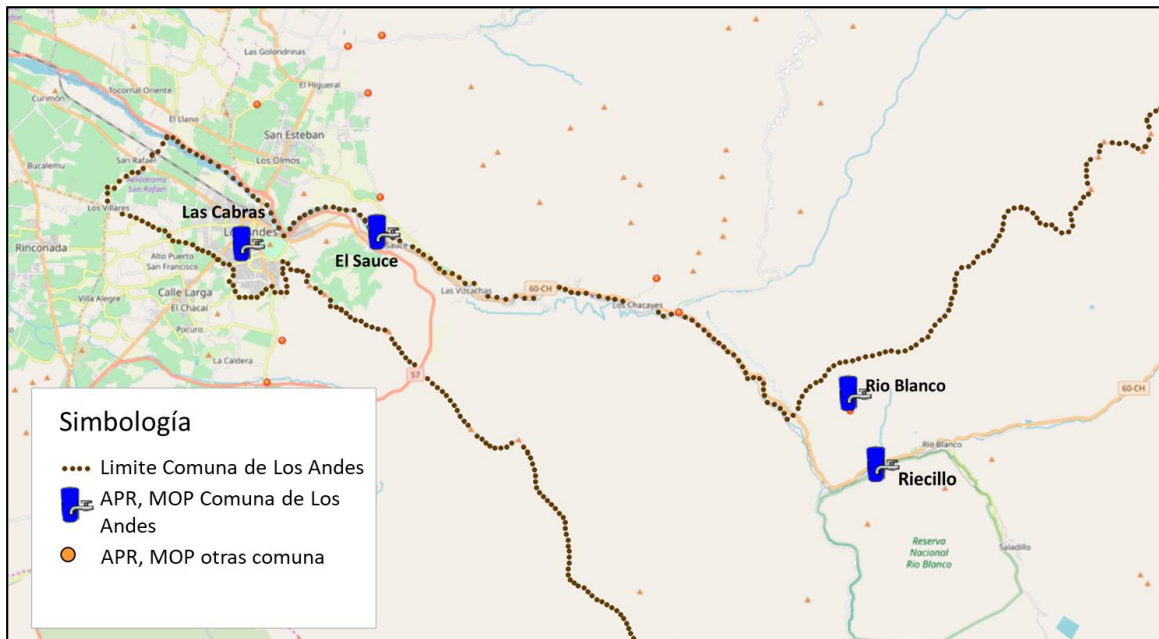 Las Golondrinas
Tocornal Oriente
El Higueral
Curimón
El Llano
San Esteban
Los Olmos
San Rafael
Bucalemu
Aeródromo
San Rafael
Las Cabras
Los Villares
Rinconada
Alto Puerto
San Francisco
El Sauce
Calle Larga
Villa Alegre
El Chacai
Pocuro
La Caldera
Las Vizcachas
60-CH
Los Chacayes
57
Rio Blanco
60-CH
Río Blanco
Riecillo
Reserva
Nacional
Río Blanco
Saladillo
Simbología
Limite Comuna de Los Andes
APR, MOP Comuna de Los
Andes
APR, MOP otras comuna